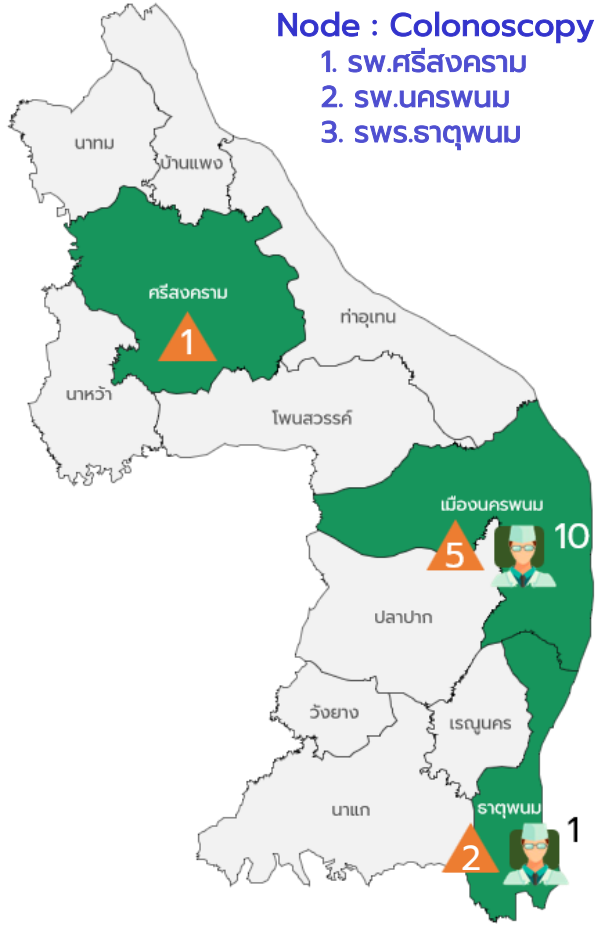 Node : Colonoscopy
1. รพ.ศรีสงคราม
2. รพ.นครพนม
3. รพร.ธาตุพนม
นาทม
บ้านแพง
ศรีสงคราม
1
ท่าอุเทน
นาหว้า
โพนสวรรค์
เมืองนครพนม
5
10
ปลาปาก
วังยาง
เรณูนคร
นาแก
ธาตุพนม
2
1